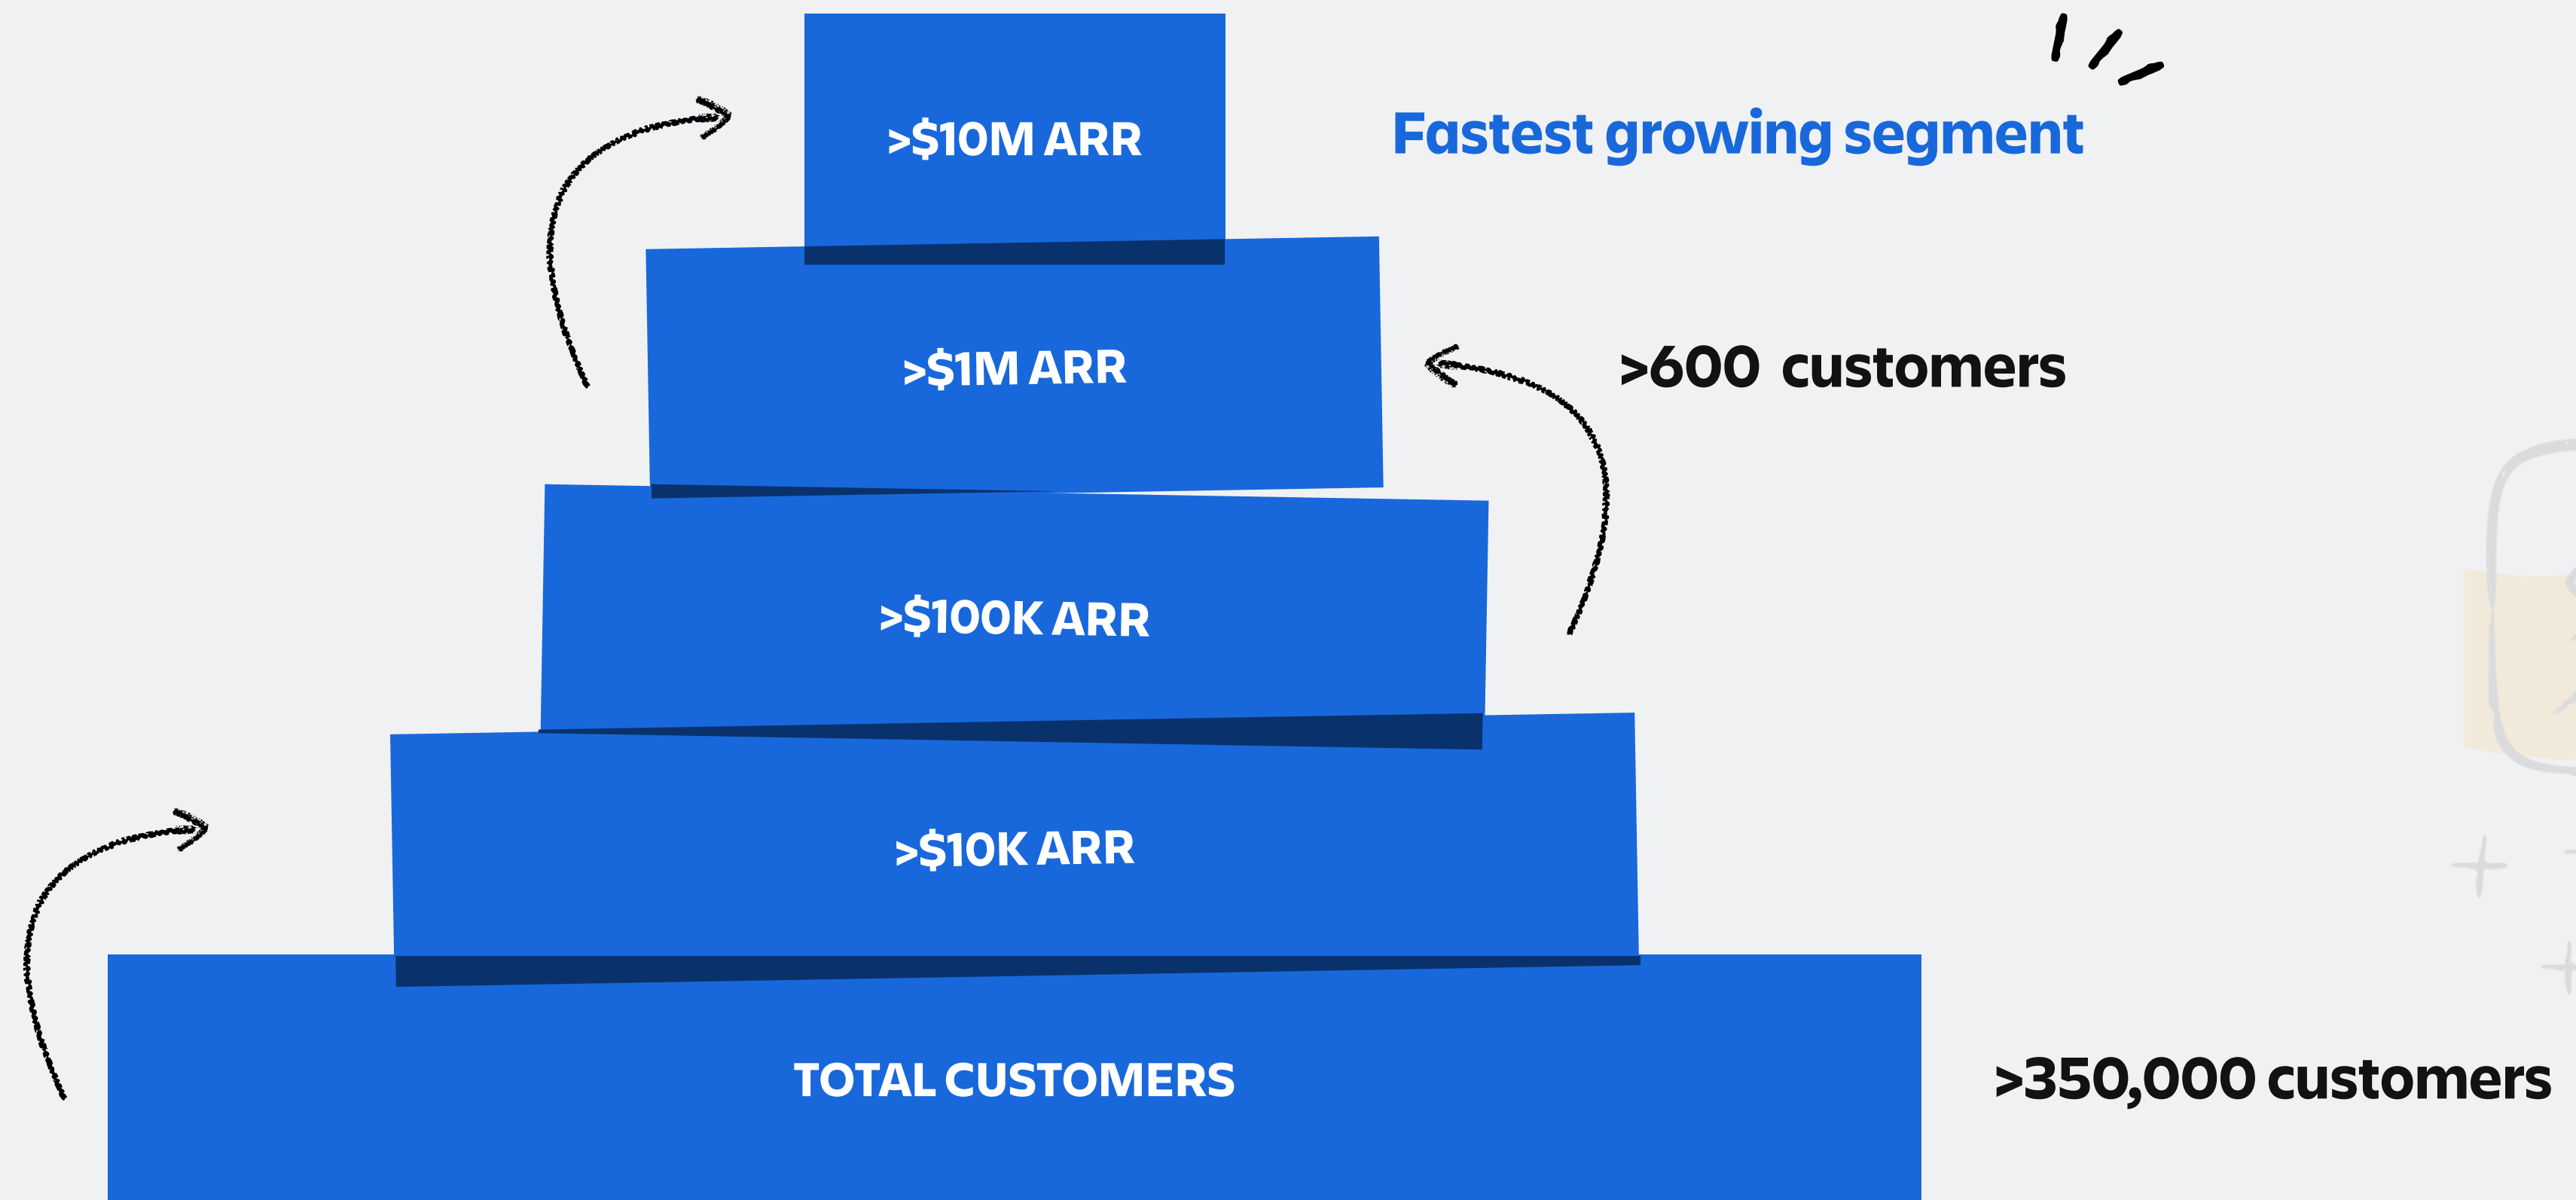 >$10M ARR
Fastest growing segment
>$1M ARR
>600 customers
>$100K ARR
>$10K ARR
TOTAL CUSTOMERS
>350,000 customers